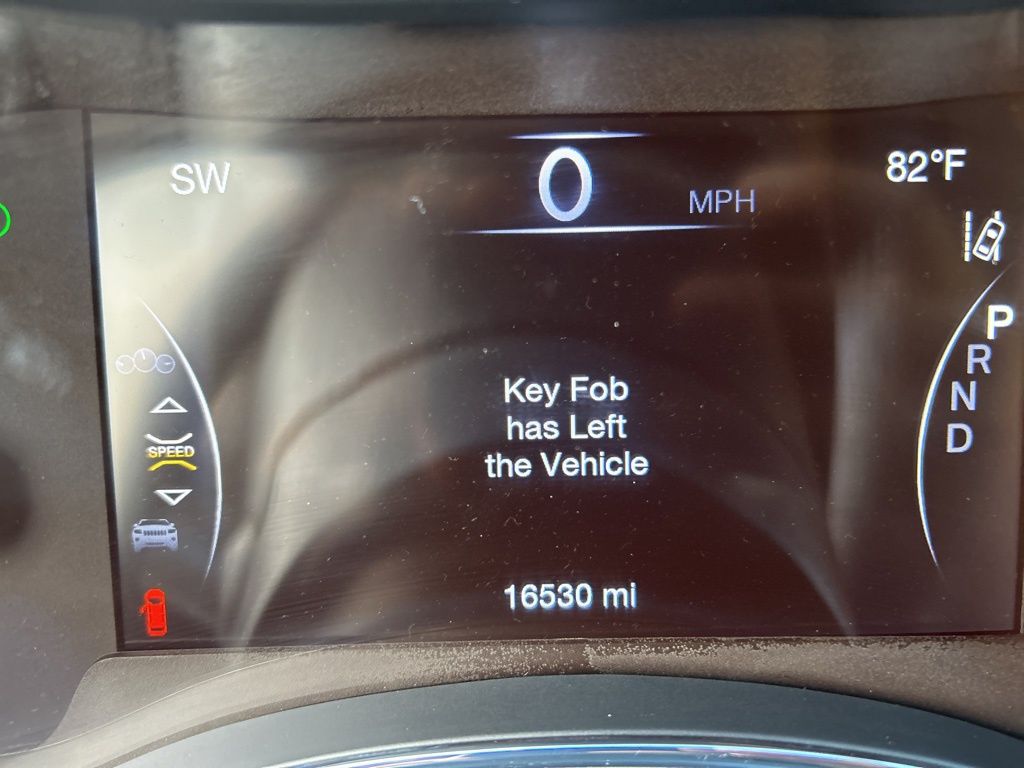 SW
0
MPH
82°F
P
R
N
D
SPEED
Key Fob
has Left
the Vehicle
16530 mi